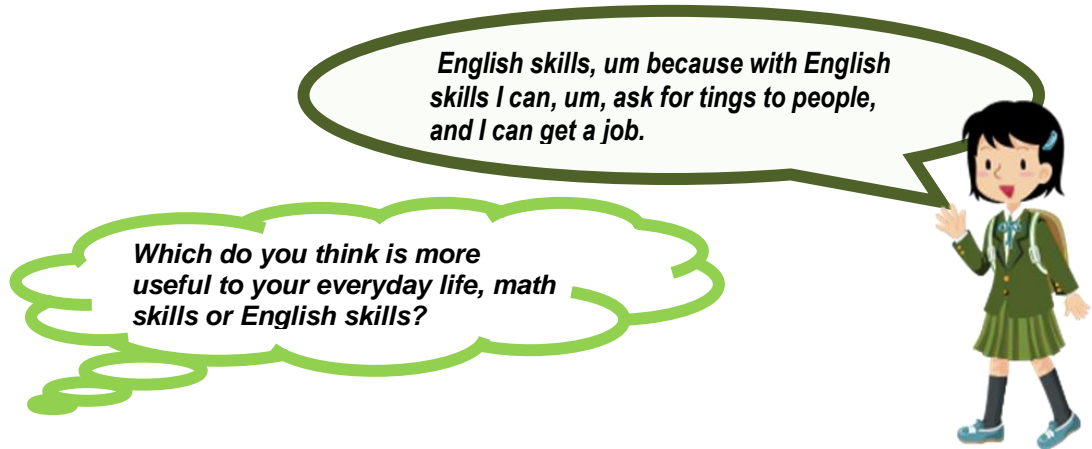 English skills, um because with English
skills I can, um, ask for tings to people,
and I can get a job.
Which do you think is more
useful to your everyday life, math
skills or English skills?